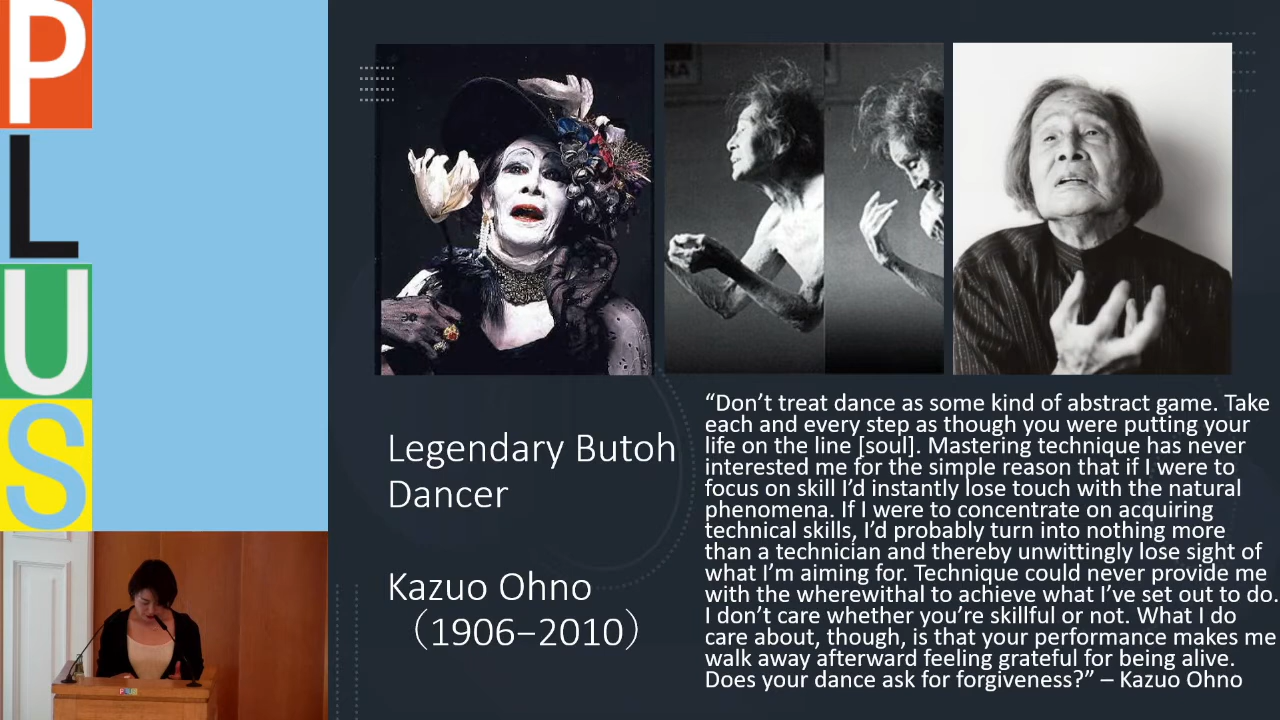 P
L
U
S
Legendary Butoh
Dancer
Kazuo Ohno
（1906–2010）
“Don’t treat dance as some kind of abstract game. Take
each and every step as though you were putting your
life on the line [soul]. Mastering technique has never
interested me for the simple reason that if I were to
focus on skill I’d instantly lose touch with the natural
phenomena. If I were to concentrate on acquiring
technical skills, I’d probably turn into nothing more
than a technician and thereby unwittingly lose sight of
what I’m aiming for. Technique could never provide me
with the wherewithal to achieve what I’ve set out to do.
I don’t care whether you’re skillful or not. What I do
care about, though, is that your performance makes me
walk away afterward feeling grateful for being alive.
Does your dance ask for forgiveness?” – Kazuo Ohno
PLUS